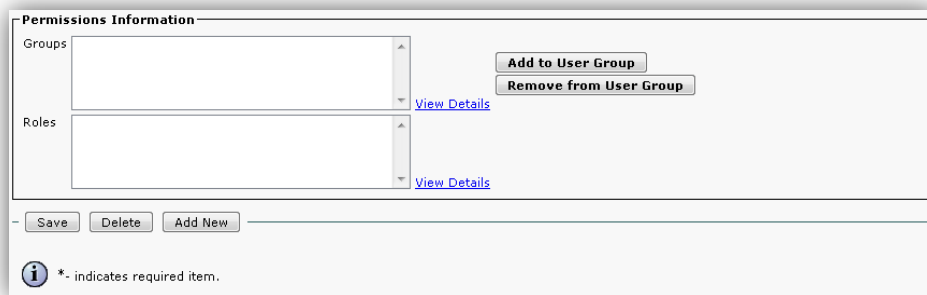 Permissions Information
Groups
Add to User Group
Remove from User Group
View Details
Roles
View Details
Save Delete Add New
*- indicates required item.